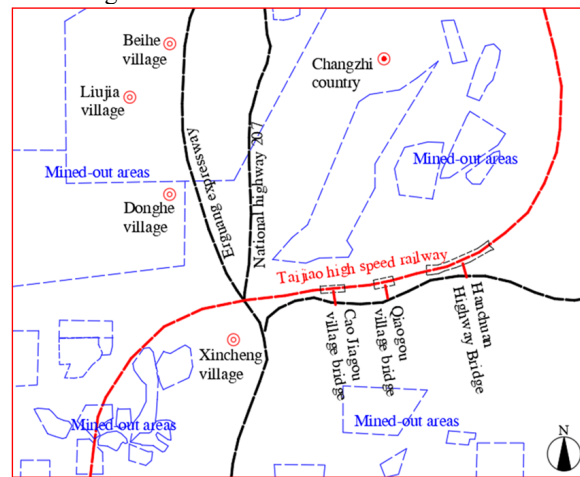 Beihe
village
Changzhi
country
Liujia
village
Mined-out areas
Mined-out areas
Donghe
village
Erguang expressway
National highway 207
Taijiao high speed railway
Cao Jiagou
village bridge
Qiaogou
village bridge
Hanchuan
Highway Bridge
Xincheng
village
Mined-out areas
Mined-out areas
N